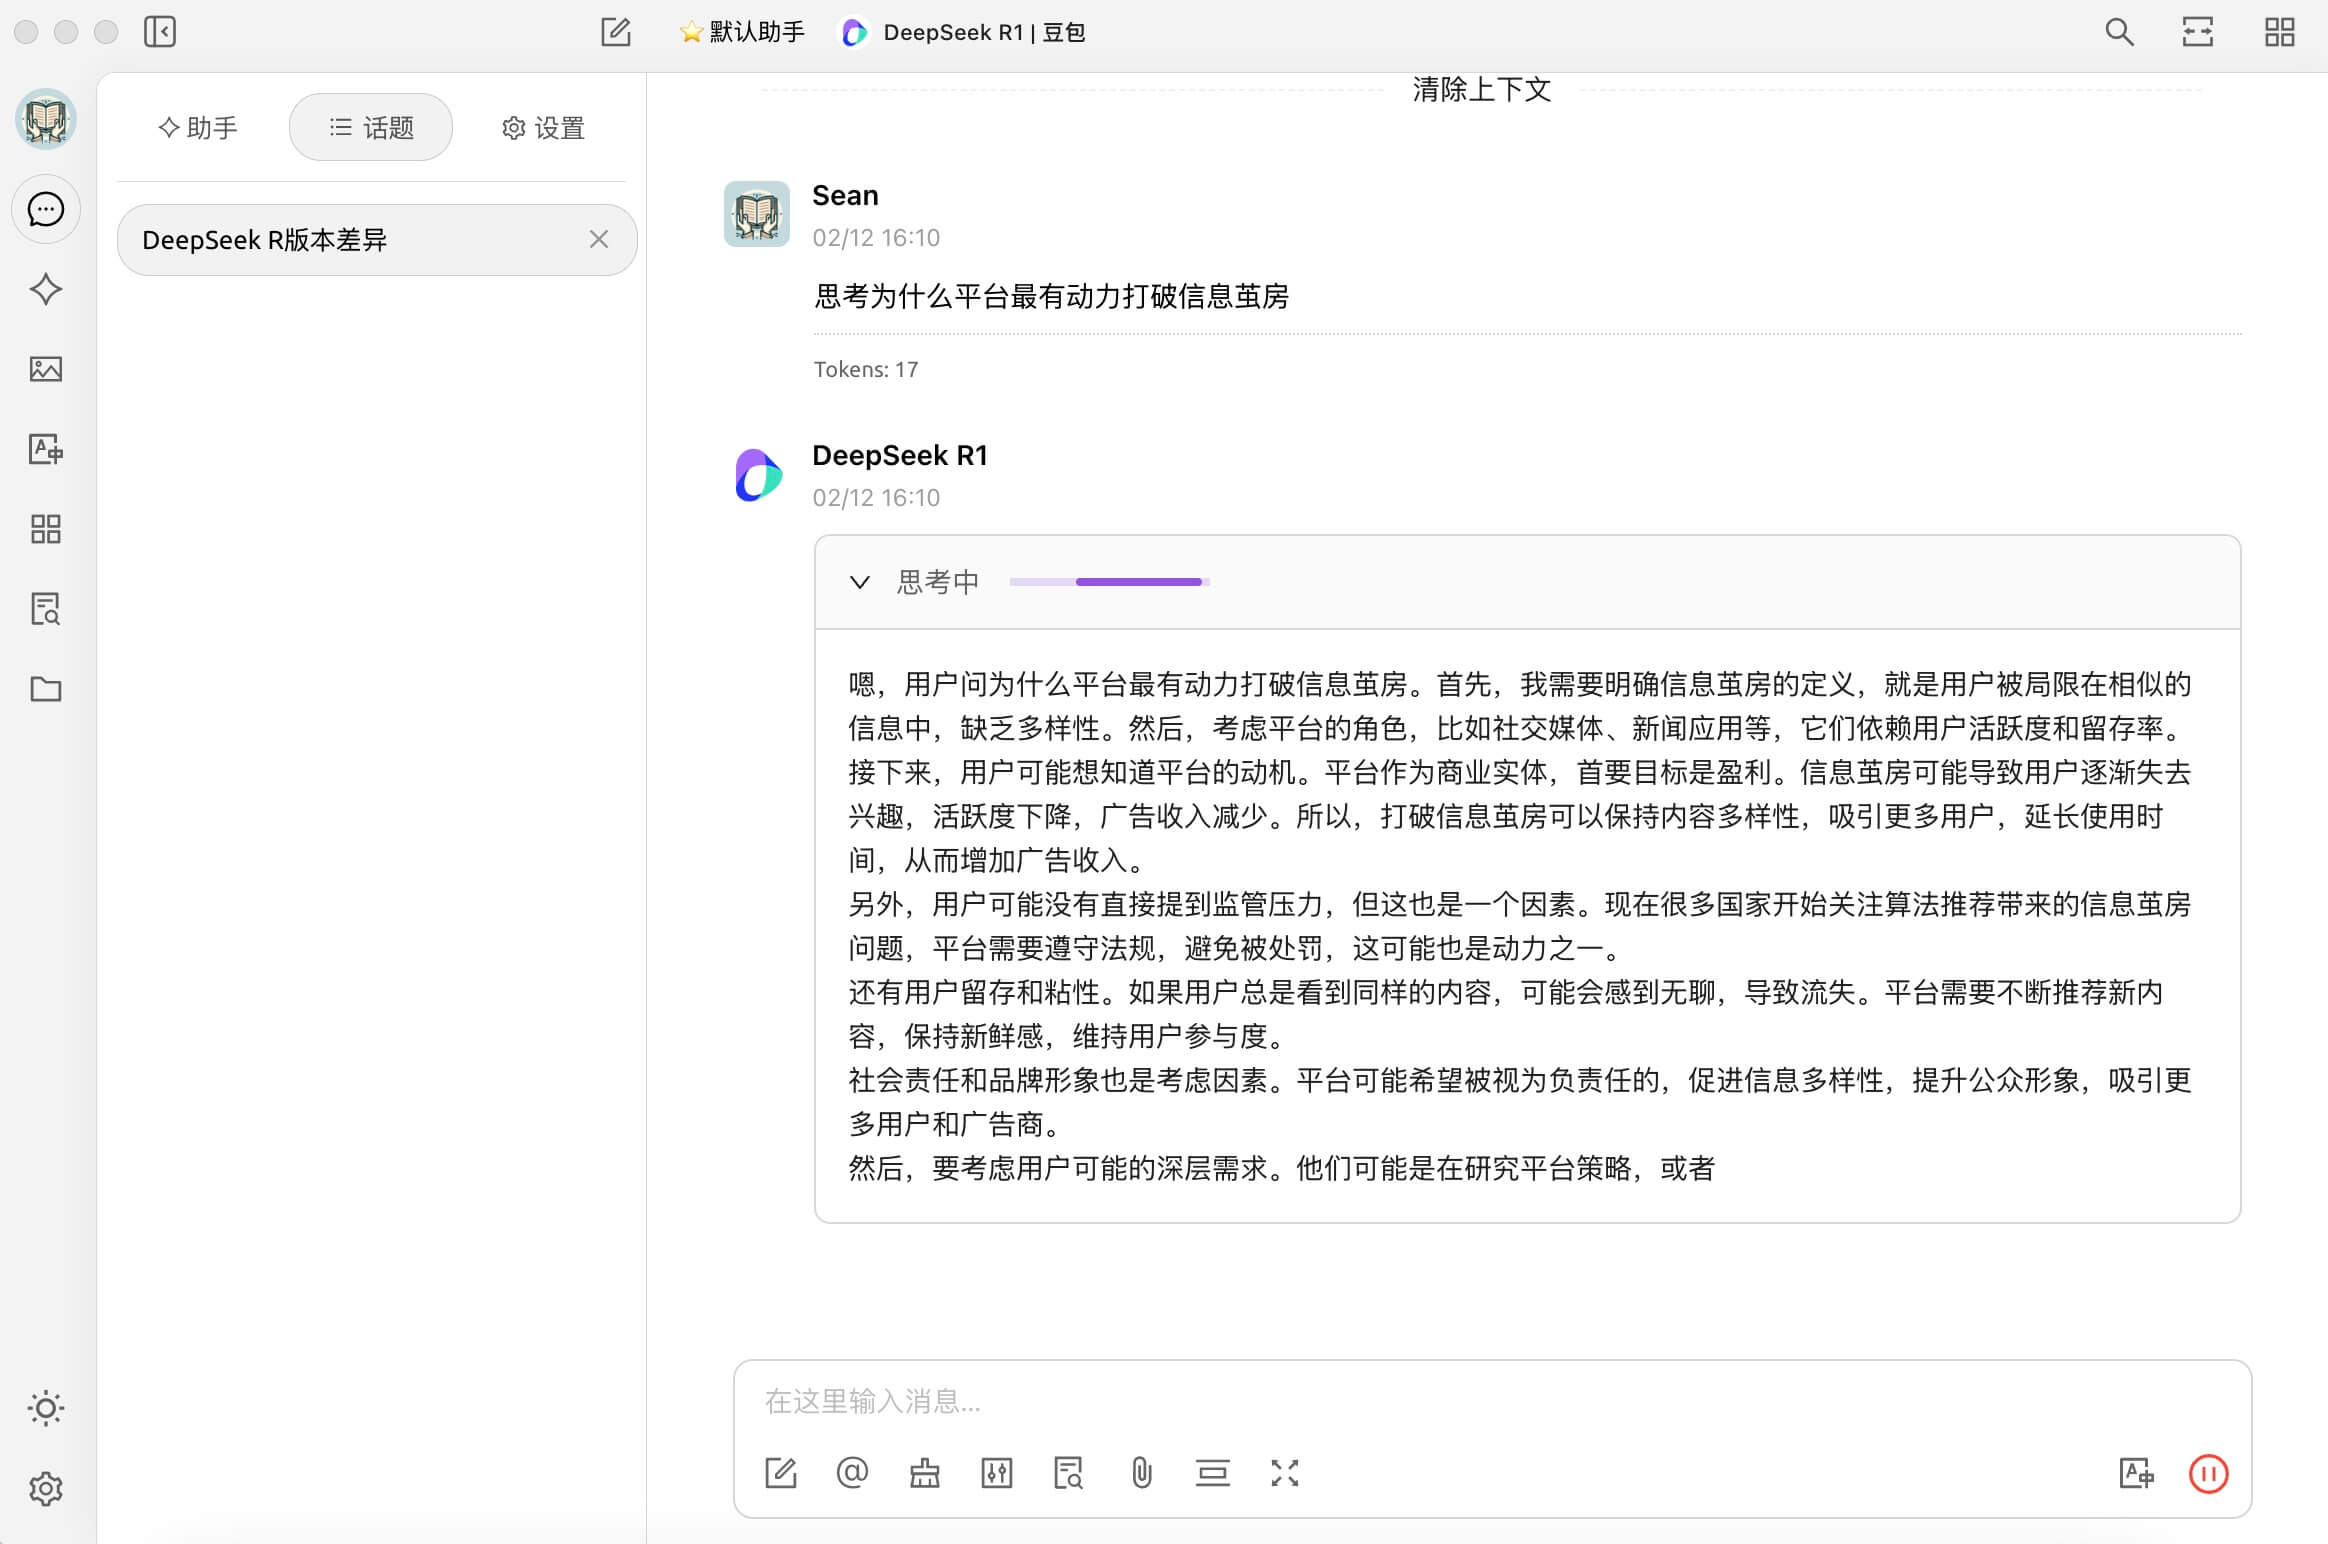 默认助手
DeepSeek R1 | 豆包
助手
话题
设置
DeepSeek R版本差异
清除上下文
Sean
02/12 16:10
思考为什么平台最有动力打破信息茧房
Tokens: 17
DeepSeek R1
02/12 16:10
思考中
嗯，用户问为什么平台最有动力打破信息茧房。首先，我需要明确信息茧房的定义，就是用户被局限在相似的
信息中，缺乏多样性。然后，考虑平台的角色，比如社交媒体、新闻应用等，它们依赖用户活跃度和留存率。
接下来，用户可能想知道平台的动机。平台作为商业实体，首要目标是盈利。信息茧房可能导致用户逐渐失去
兴趣，活跃度下降，广告收入减少。所以，打破信息茧房可以保持内容多样性，吸引更多用户，延长使用时
间，从而增加广告收入。
另外，用户可能没有直接提到监管压力，但这也是一个因素。现在很多国家开始关注算法推荐带来的信息茧房
问题，平台需要遵守法规，避免被处罚，这可能也是动力之一。
还有用户留存和粘性。如果用户总是看到同样的内容，可能会感到无聊，导致流失。平台需要不断推荐新内
容，保持新鲜感，维持用户参与度。
社会责任和品牌形象也是考虑因素。平台可能希望被视为负责任的，促进信息多样性，提升公众形象，吸引更
多用户和广告商。
然后，要考虑用户可能的深层需求。他们可能是在研究平台策略，或者
在这里输入消息...